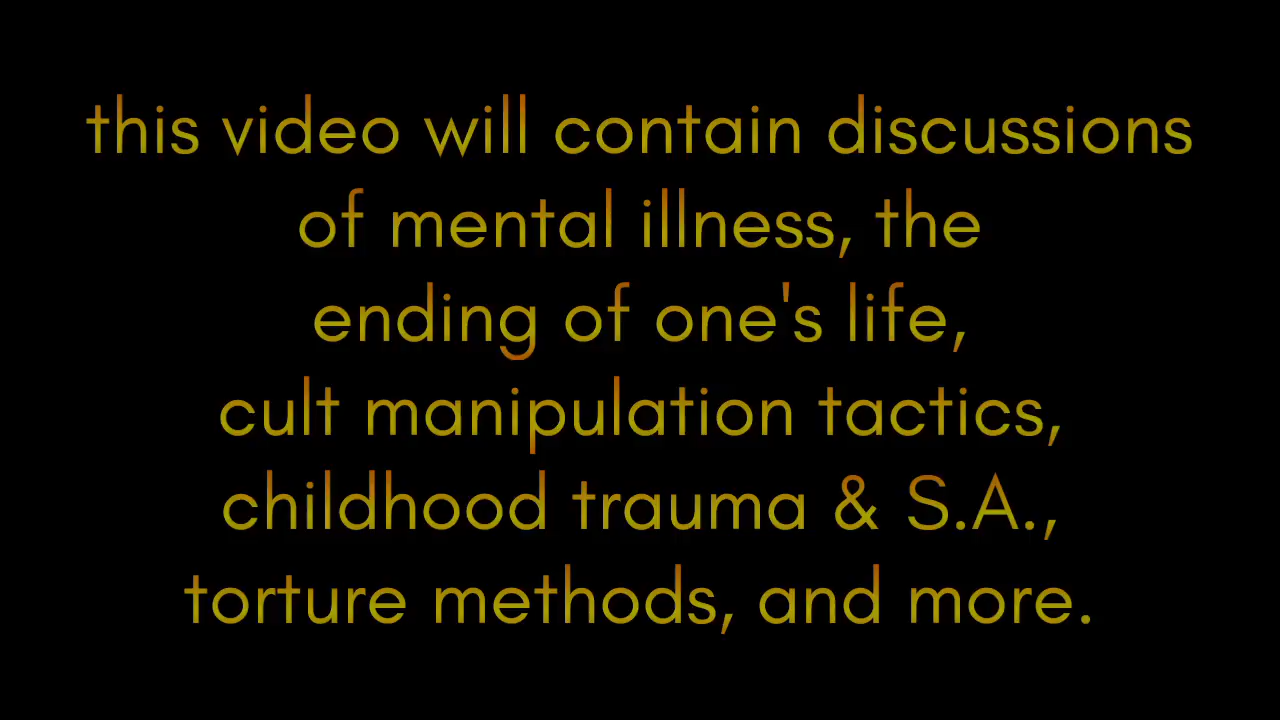 this video will contain discussions
of mental illness, the
ending of one's life,
cult manipulation tactics,
childhood trauma & S.A.,
torture methods, and more.